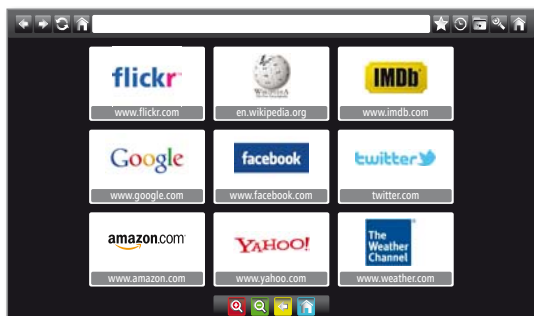 flickr
WIKIPEDIA
IMDb
www.flickr.com
en.wikipedia.org
www.imdb.com
Google
facebook
twitter
www.google.com
www.facebook.com
twitter.com
amazon.com
YAHOO!
The
Weather
Channel
www.amazon.com
www.yahoo.com
www.weather.com